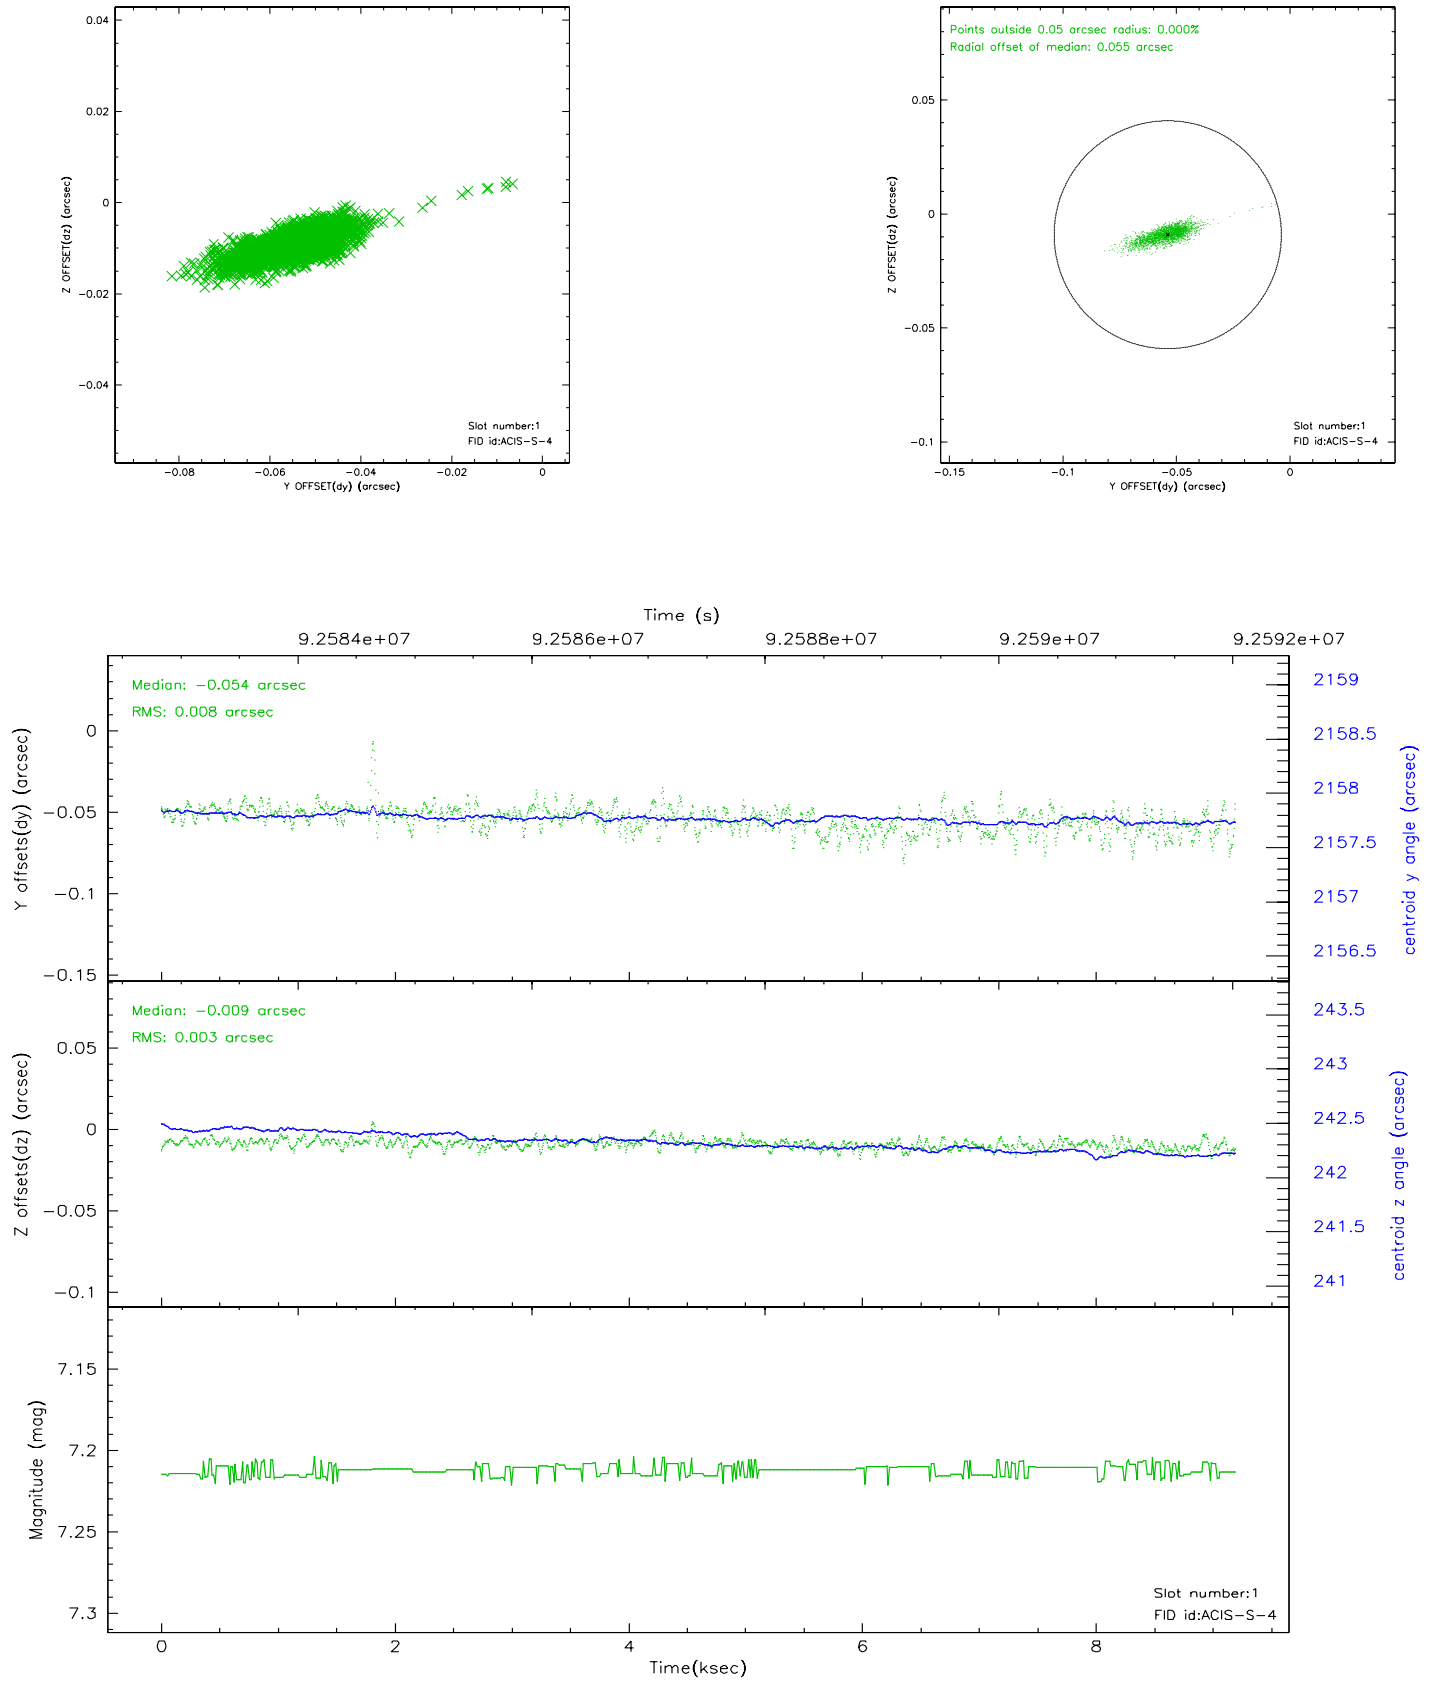 0.04
0.02
0
−0.02
−0.04
Z OFFSET(dz) (arcsec)
Slot number:1
FID id:ACIS−S−4
−0.08
−0.06
−0.04
−0.02
0
Y OFFSET(dy) (arcsec)
Points outside 0.05 arcsec radius: 0.000%
Radial offset of median: 0.055 arcsec
0.05
0
−0.05
−0.1
Z OFFSET(dz) (arcsec)
Slot number:1
FID id:ACIS−S−4
−0.15
−0.1
−0.05
0
Y OFFSET(dy) (arcsec)
Time (s)
9.2584e+07
9.2586e+07
9.2588e+07
9.259e+07
9.2592e+07
Median: −0.054 arcsec
RMS: 0.008 arcsec
0
−0.05
−0.1
−0.15
Y offsets(dy) (arcsec)
2159
2158.5
2158
2157.5
2157
2156.5
centroid y angle (arcsec)
Median: −0.009 arcsec
RMS: 0.003 arcsec
0.05
0
−0.05
−0.1
Z offsets(dz) (arcsec)
243.5
243
242.5
242
241.5
241
centroid z angle (arcsec)
7.15
7.2
7.25
7.3
Magnitude (mag)
Slot number:1
FID id:ACIS−S−4
0
2
4
6
8
Time(ksec)